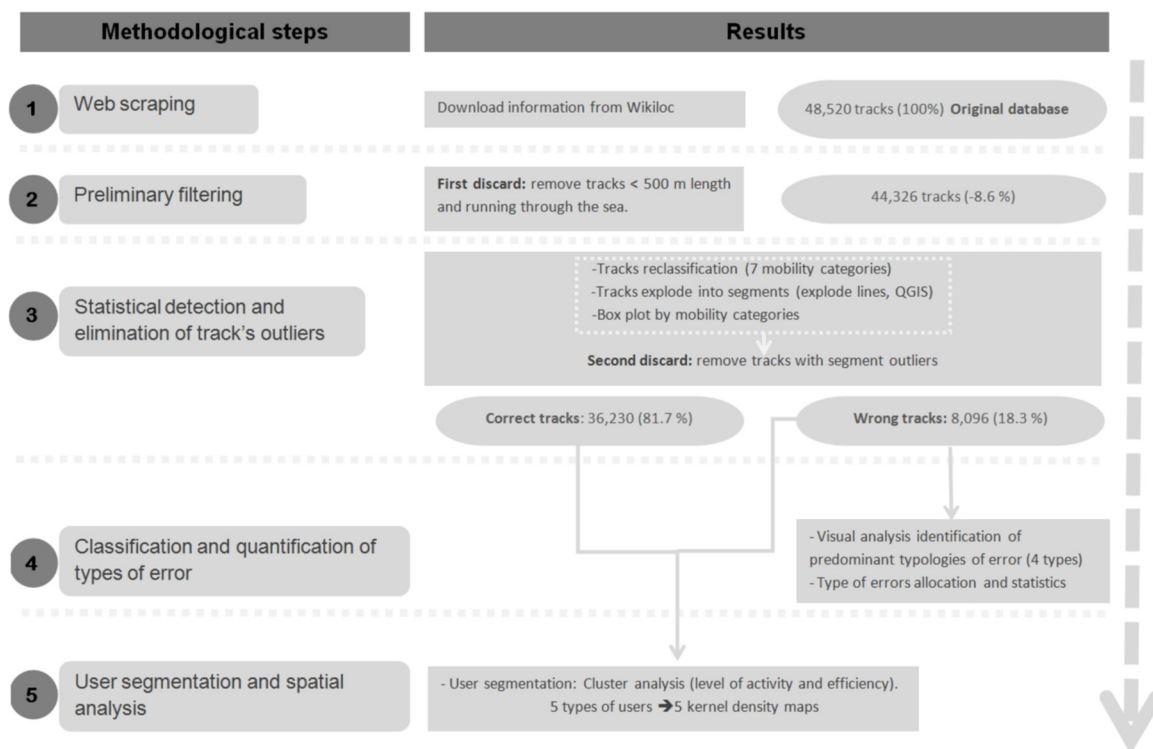 Methodological steps
Results
1
Web scraping
Download information from Wikiloc
48,520 tracks (100%) Original database
2
Preliminary filtering
First discard: remove tracks < 500 m length
and running through the sea.
44,326 tracks (-8.6 %)
3
Statistical detection and
elimination of track's outliers
-Tracks reclassification (7 mobility categories)
-Tracks explode into segments (explode lines, QGIS)
-Box plot by mobility categories
Second discard: remove tracks with segment outliers
Correct tracks: 36,230 (81.7 %)
Wrong tracks: 8,096 (18.3 %)
4
Classification and quantification of
types of error
- Visual analysis identification of
predominant typologies of error (4 types)
- Type of errors allocation and statistics
5
User segmentation and spatial
analysis
- User segmentation: Cluster analysis (level of activity and efficiency).
5 types of users ➔5 kernel density maps